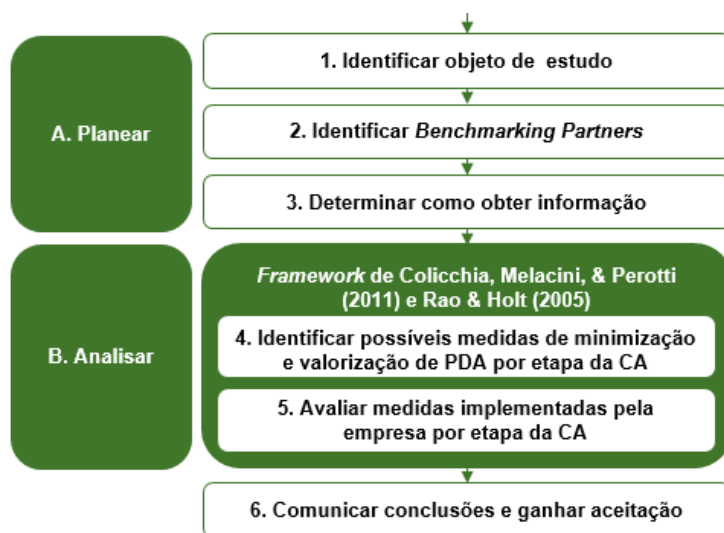 A. Planear
1. Identificar objeto de estudo
2. Identificar Benchmarking Partners
3. Determinar como obter informação
B. Analisar
Framework de Colicchia, Melacini, & Perotti
(2011) e Rao & Holt (2005)
4. Identificar possíveis medidas de minimização
e valorização de PDA por etapa da CA
5. Avaliar medidas implementadas pela
empresa por etapa da CA
6. Comunicar conclusões e ganhar aceitação